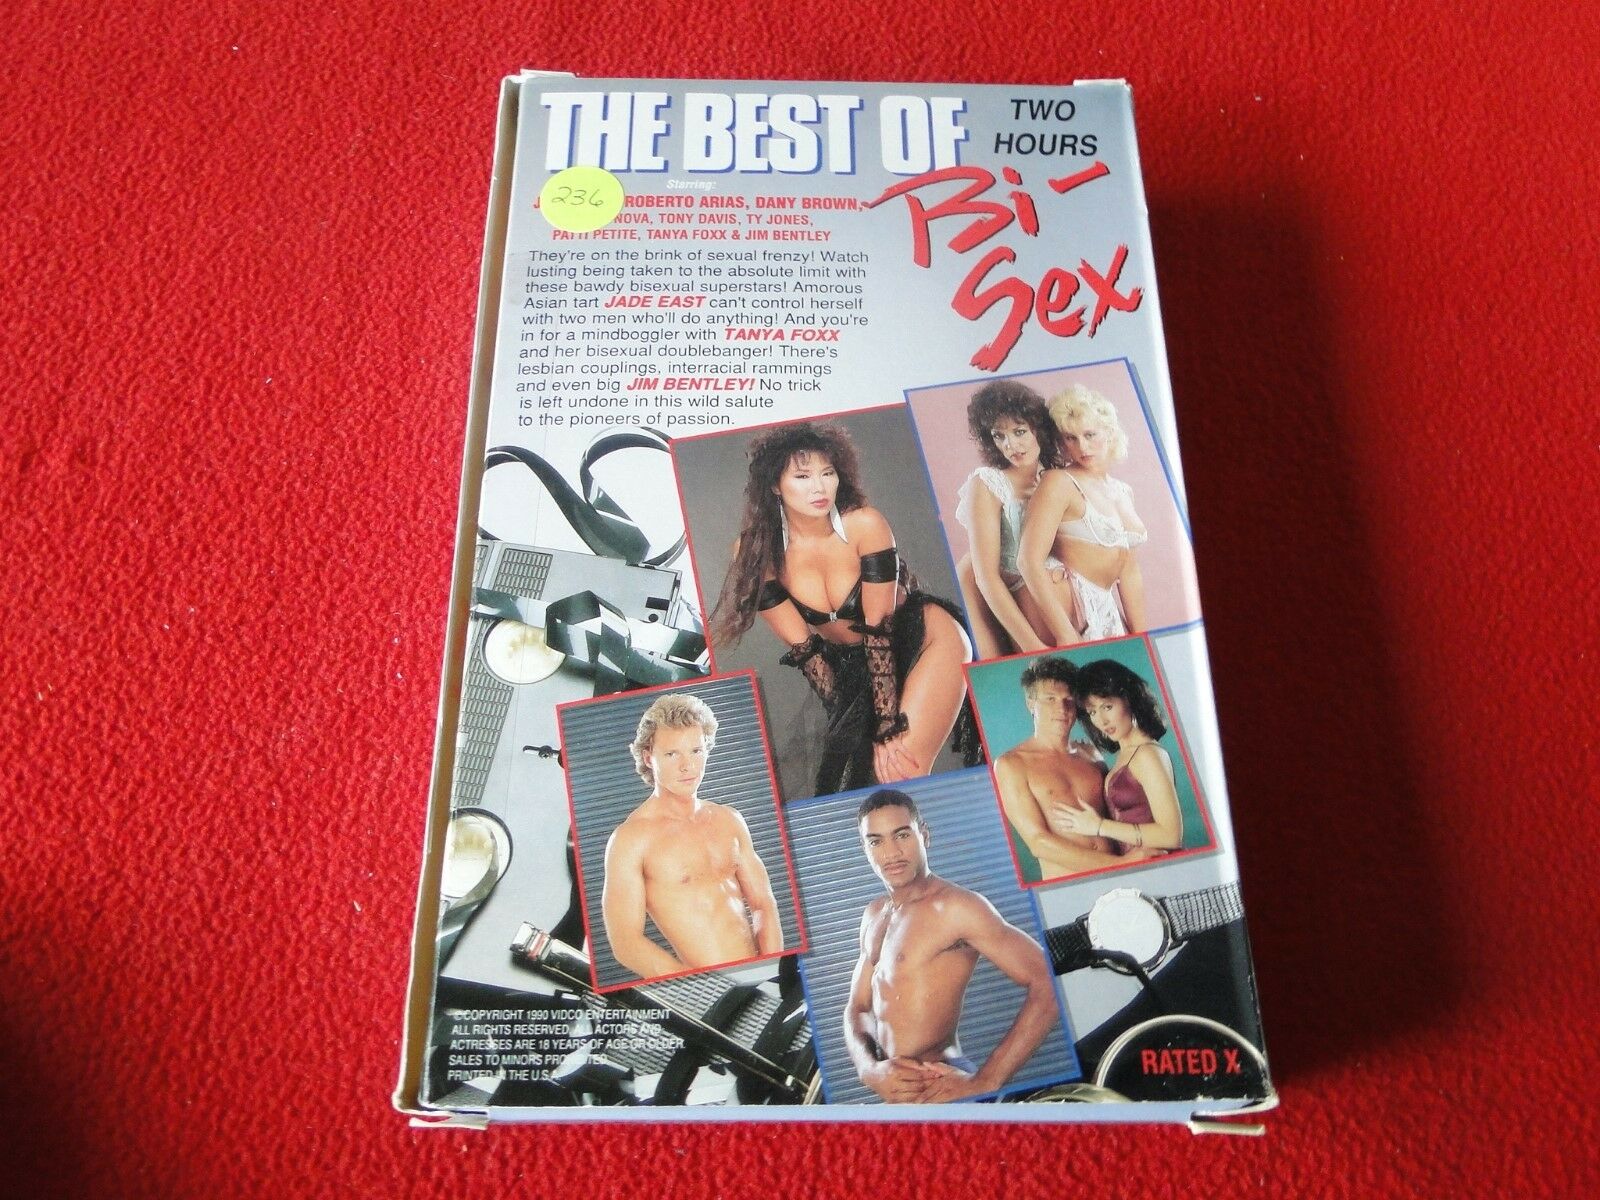 THE BEST OF
TWO
HOURS
Bi-
Sex
Starring:
236
ROBERTO ARIAS, DANY BROWN,
TONY DAVIS, TY JONES,
PATTI PETITE, TANYA FOXX & JIM BENTLEY
They're on the brink of sexual frenzy! Watch
lusting being taken to the absolute limit with
these bawdy bisexual superstars! Amorous
Asian tart JADE EAST can't control herself
with two men who'll do anything! And you're
in for a mindboggler with TANYA FOXX
and her bisexual doublebanger! There's
lesbian couplings, interracial rammings
and even big JIM BENTLEY! No trick
is left undone in this wild salute
to the pioneers of passion.
©COPYRIGHT 1990 VIDCO ENTERTAINMENT
ALL RIGHTS RESERVED. ALL ACTORS AND
ACTRESSES ARE 18 YEARS OF AGE OR OLDER.
SALES TO MINORS PROHIBITED.
PRINTED IN THE U.S.A.
RATED X